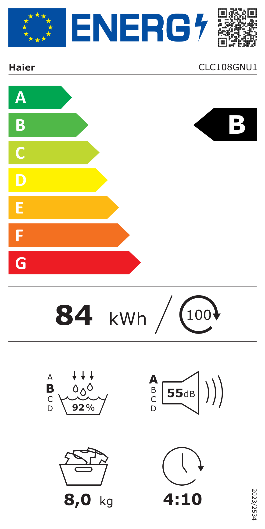 ENERG
Haier
CLC108GNU1
A
B
C
D
E
F
G
B
84 kWh / 100
A
B
C
D
92%
A
B
C
D
55dB
8,0 kg
4:10
2023/2534